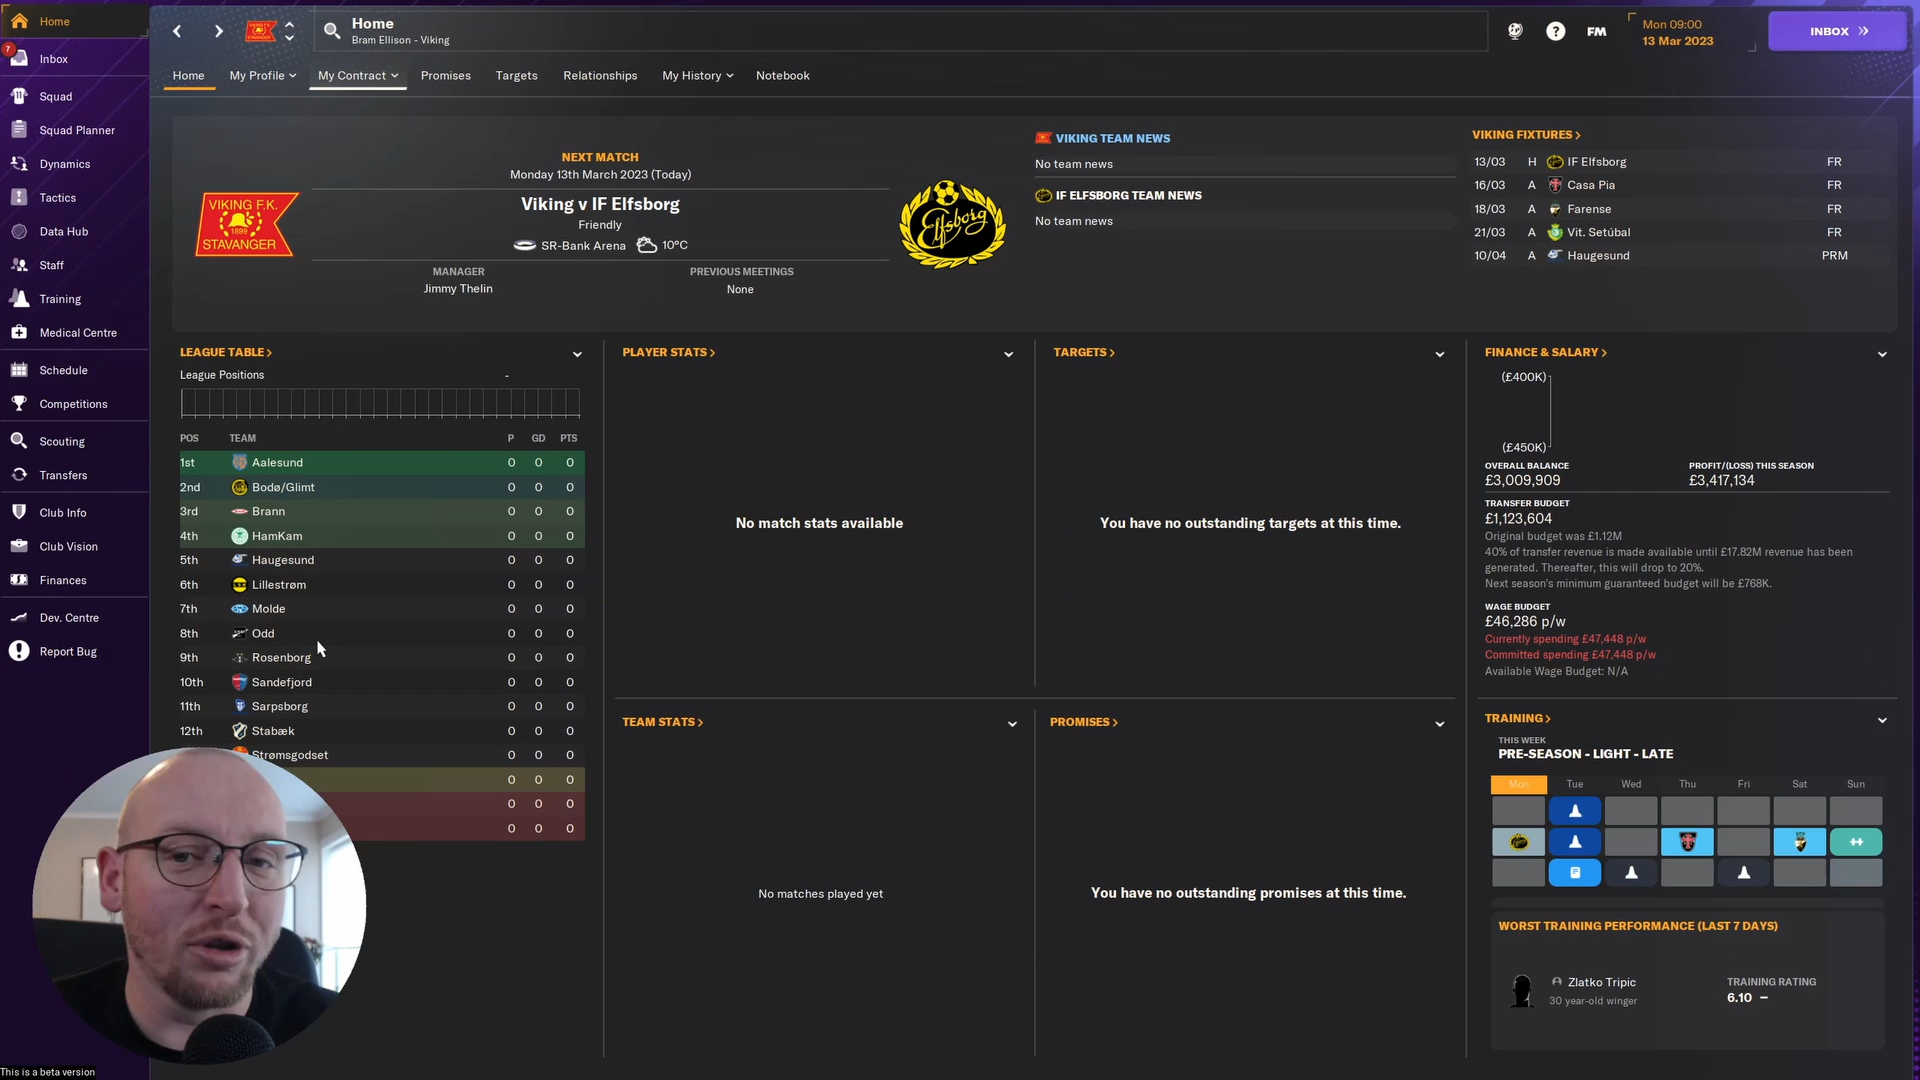 Home
7
Inbox
Squad
Squad Planner
Dynamics
Tactics
Data Hub
Staff
Training
Medical Centre
Schedule
Competitions
Scouting
Transfers
Club Info
Club Vision
Finances
Dev. Centre
Report Bug
Home
Bram Ellison - Viking
FM
Mon 09:00
13 Mar 2023
INBOX
Home
My Profile
My Contract
Promises
Targets
Relationships
My History
Notebook
VIKING F.K.
1899
STAVANGER
NEXT MATCH
Monday 13th March 2023 (Today)
Viking v IF Elfsborg
Friendly
SR-Bank Arena 10°C
MANAGER
Jimmy Thelin
PREVIOUS MEETINGS
None
Elfsborg
VIKING TEAM NEWS
No team news
IF ELFSBORG TEAM NEWS
No team news
VIKING FIXTURES >
13/03 H IF Elfsborg FR
16/03 A Casa Pia FR
18/03 A Farense FR
21/03 A Vit. Setúbal FR
10/04 A Haugesund PRM
LEAGUE TABLE >
League Positions -
POS TEAM P GD PTS
1st Aalesund 0 0 0
2nd Bodø/Glimt 0 0 0
3rd Brann 0 0 0
4th HamKam 0 0 0
5th Haugesund 0 0 0
6th Lillestrøm 0 0 0
7th Molde 0 0 0
8th Odd 0 0 0
9th Rosenborg 0 0 0
10th Sandefjord 0 0 0
11th Sarpsborg 0 0 0
12th Stabæk 0 0 0
Strømsgodset 0 0 0
0 0 0
0 0 0
0 0 0
PLAYER STATS >
No match stats available
TARGETS >
You have no outstanding targets at this time.
TEAM STATS >
No matches played yet
PROMISES >
You have no outstanding promises at this time.
FINANCE & SALARY >
(£400K)
(£450K)
OVERALL BALANCE
£3,009,909
PROFIT/(LOSS) THIS SEASON
£3,417,134
TRANSFER BUDGET
£1,123,604
Original budget was £1.12M
40% of transfer revenue is made available until £17.82M revenue has been
generated. Thereafter, this will drop to 20%.
Next season's minimum guaranteed budget will be £768K.
WAGE BUDGET
£46,286 p/w
Currently spending £47,448 p/w
Committed spending £47,448 p/w
Available Wage Budget: N/A
TRAINING >
THIS WEEK
PRE-SEASON - LIGHT - LATE
Mon Tue Wed Thu Fri Sat Sun
WORST TRAINING PERFORMANCE (LAST 7 DAYS)
Zlatko Tripic
30 year-old winger
TRAINING RATING
6.10 -
This is a beta version